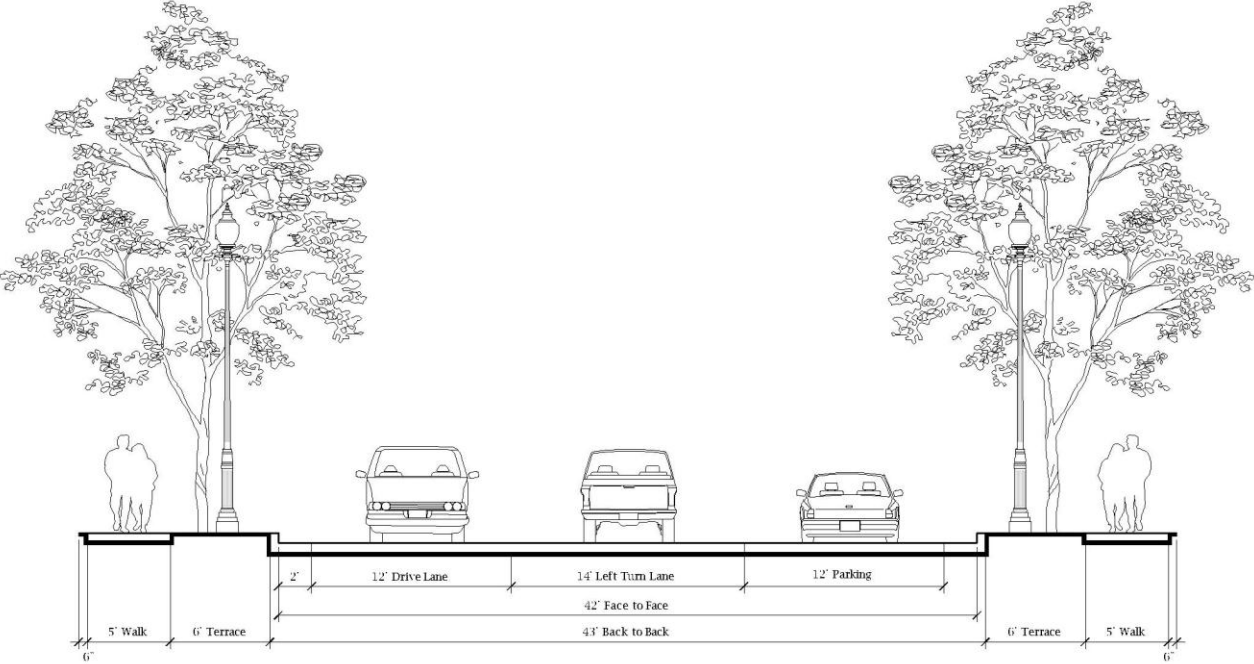 2' 12' Drive Lane 14' Left Turn Lane 12' Parking
42' Face to Face
5' Walk 6' Terrace 43' Back to Back 6' Terrace 5' Walk
6" 6"